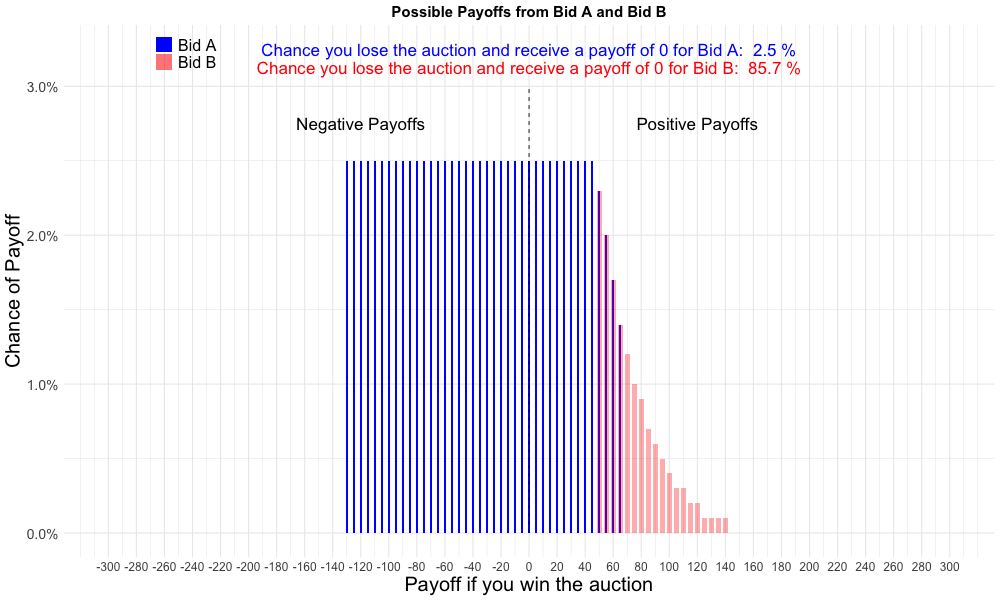 Possible Payoffs from Bid A and Bid B
Bid A
Bid B
Chance you lose the auction and receive a payoff of 0 for Bid A:  2.5 %
Chance you lose the auction and receive a payoff of 0 for Bid B:  85.7 %
Negative Payoffs
Positive Payoffs
Chance of Payoff
3.0%
2.0%
1.0%
0.0%
-300 -280 -260 -240 -220 -200 -180 -160 -140 -120 -100 -80 -60 -40 -20 0 20 40 60 80 100 120 140 160 180 200 220 240 260 280 300
Payoff if you win the auction